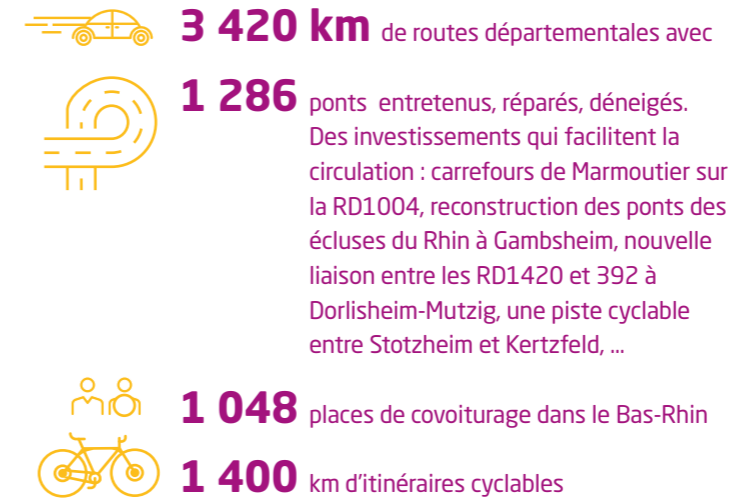 3 420 km de routes départementales avec
1 286 ponts entretenus, réparés, déneigés.
Des investissements qui facilitent la
circulation : carrefours de Marmoutier sur
la RD1004, reconstruction des ponts des
écluses du Rhin à Gambsheim, nouvelle
liaison entre les RD1420 et 392 à
Dorlisheim-Mutzig, une piste cyclable
entre Stotzheim et Kertzfeld, ...
1 048 places de covoiturage dans le Bas-Rhin
1 400 km d'itinéraires cyclables